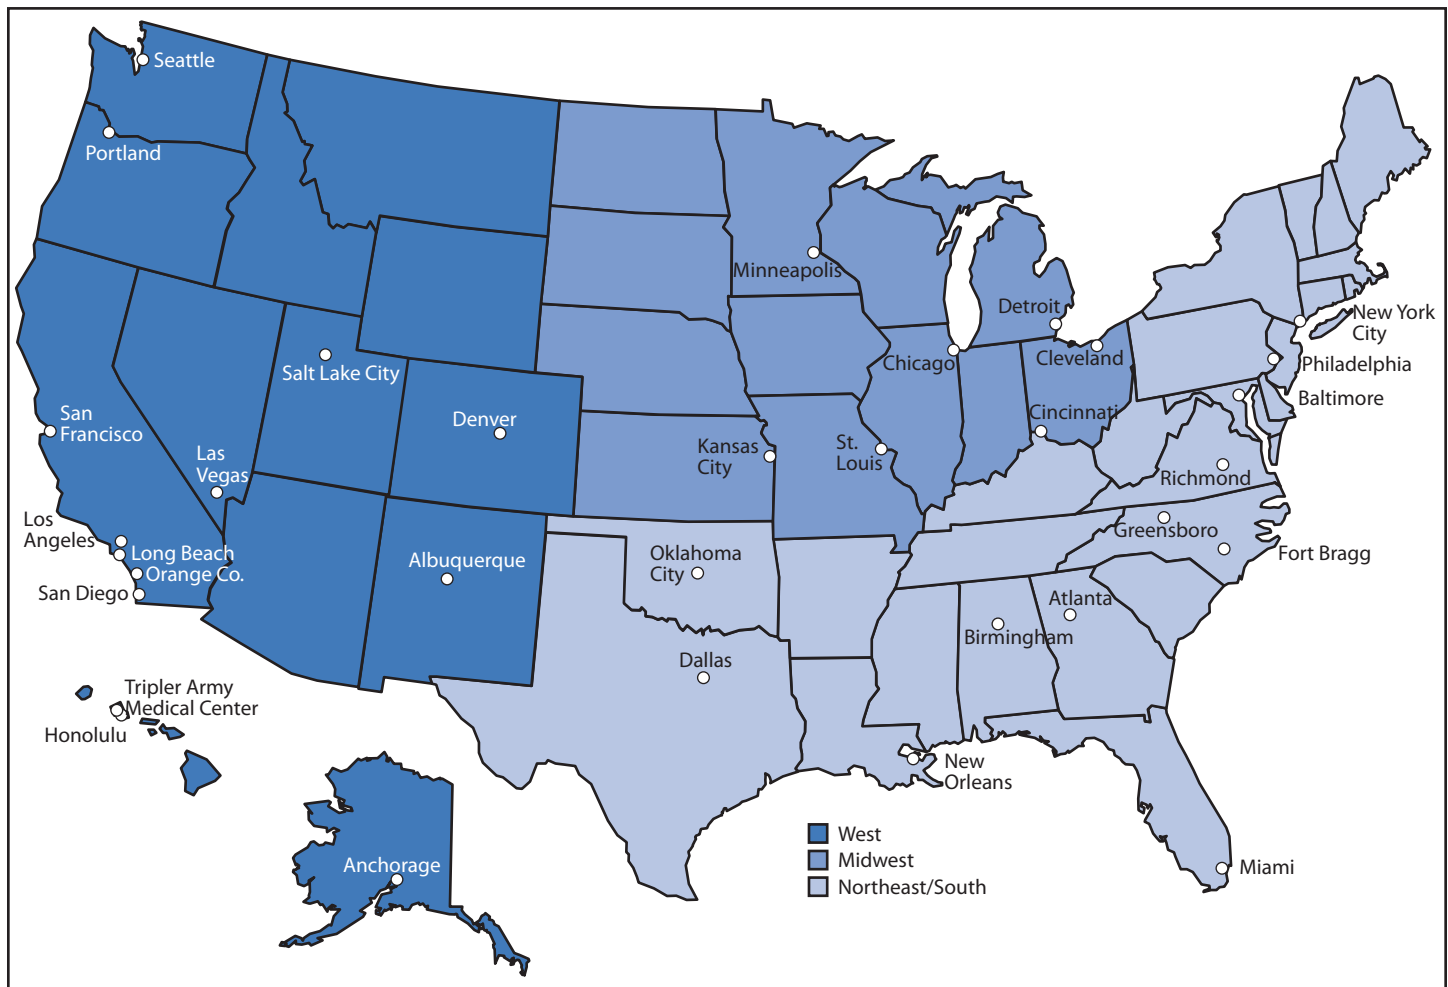 Seattle
Portland
Minneapolis
Detroit
New York
City
Chicago
Cleveland
Salt Lake City
Philadelphia
Baltimore
San
Francisco
Denver
Cincinnati
Las
Vegas
Kansas
City
St.
Louis
Richmond
Los
Angeles
Long Beach
Orange Co.
San Diego
Albuquerque
Oklahoma
City
Greensboro
Fort Bragg
Atlanta
Birmingham
Dallas
Tripler Army
Medical Center
Honolulu
New
Orleans
Anchorage
Miami
West
Midwest
Northeast/South